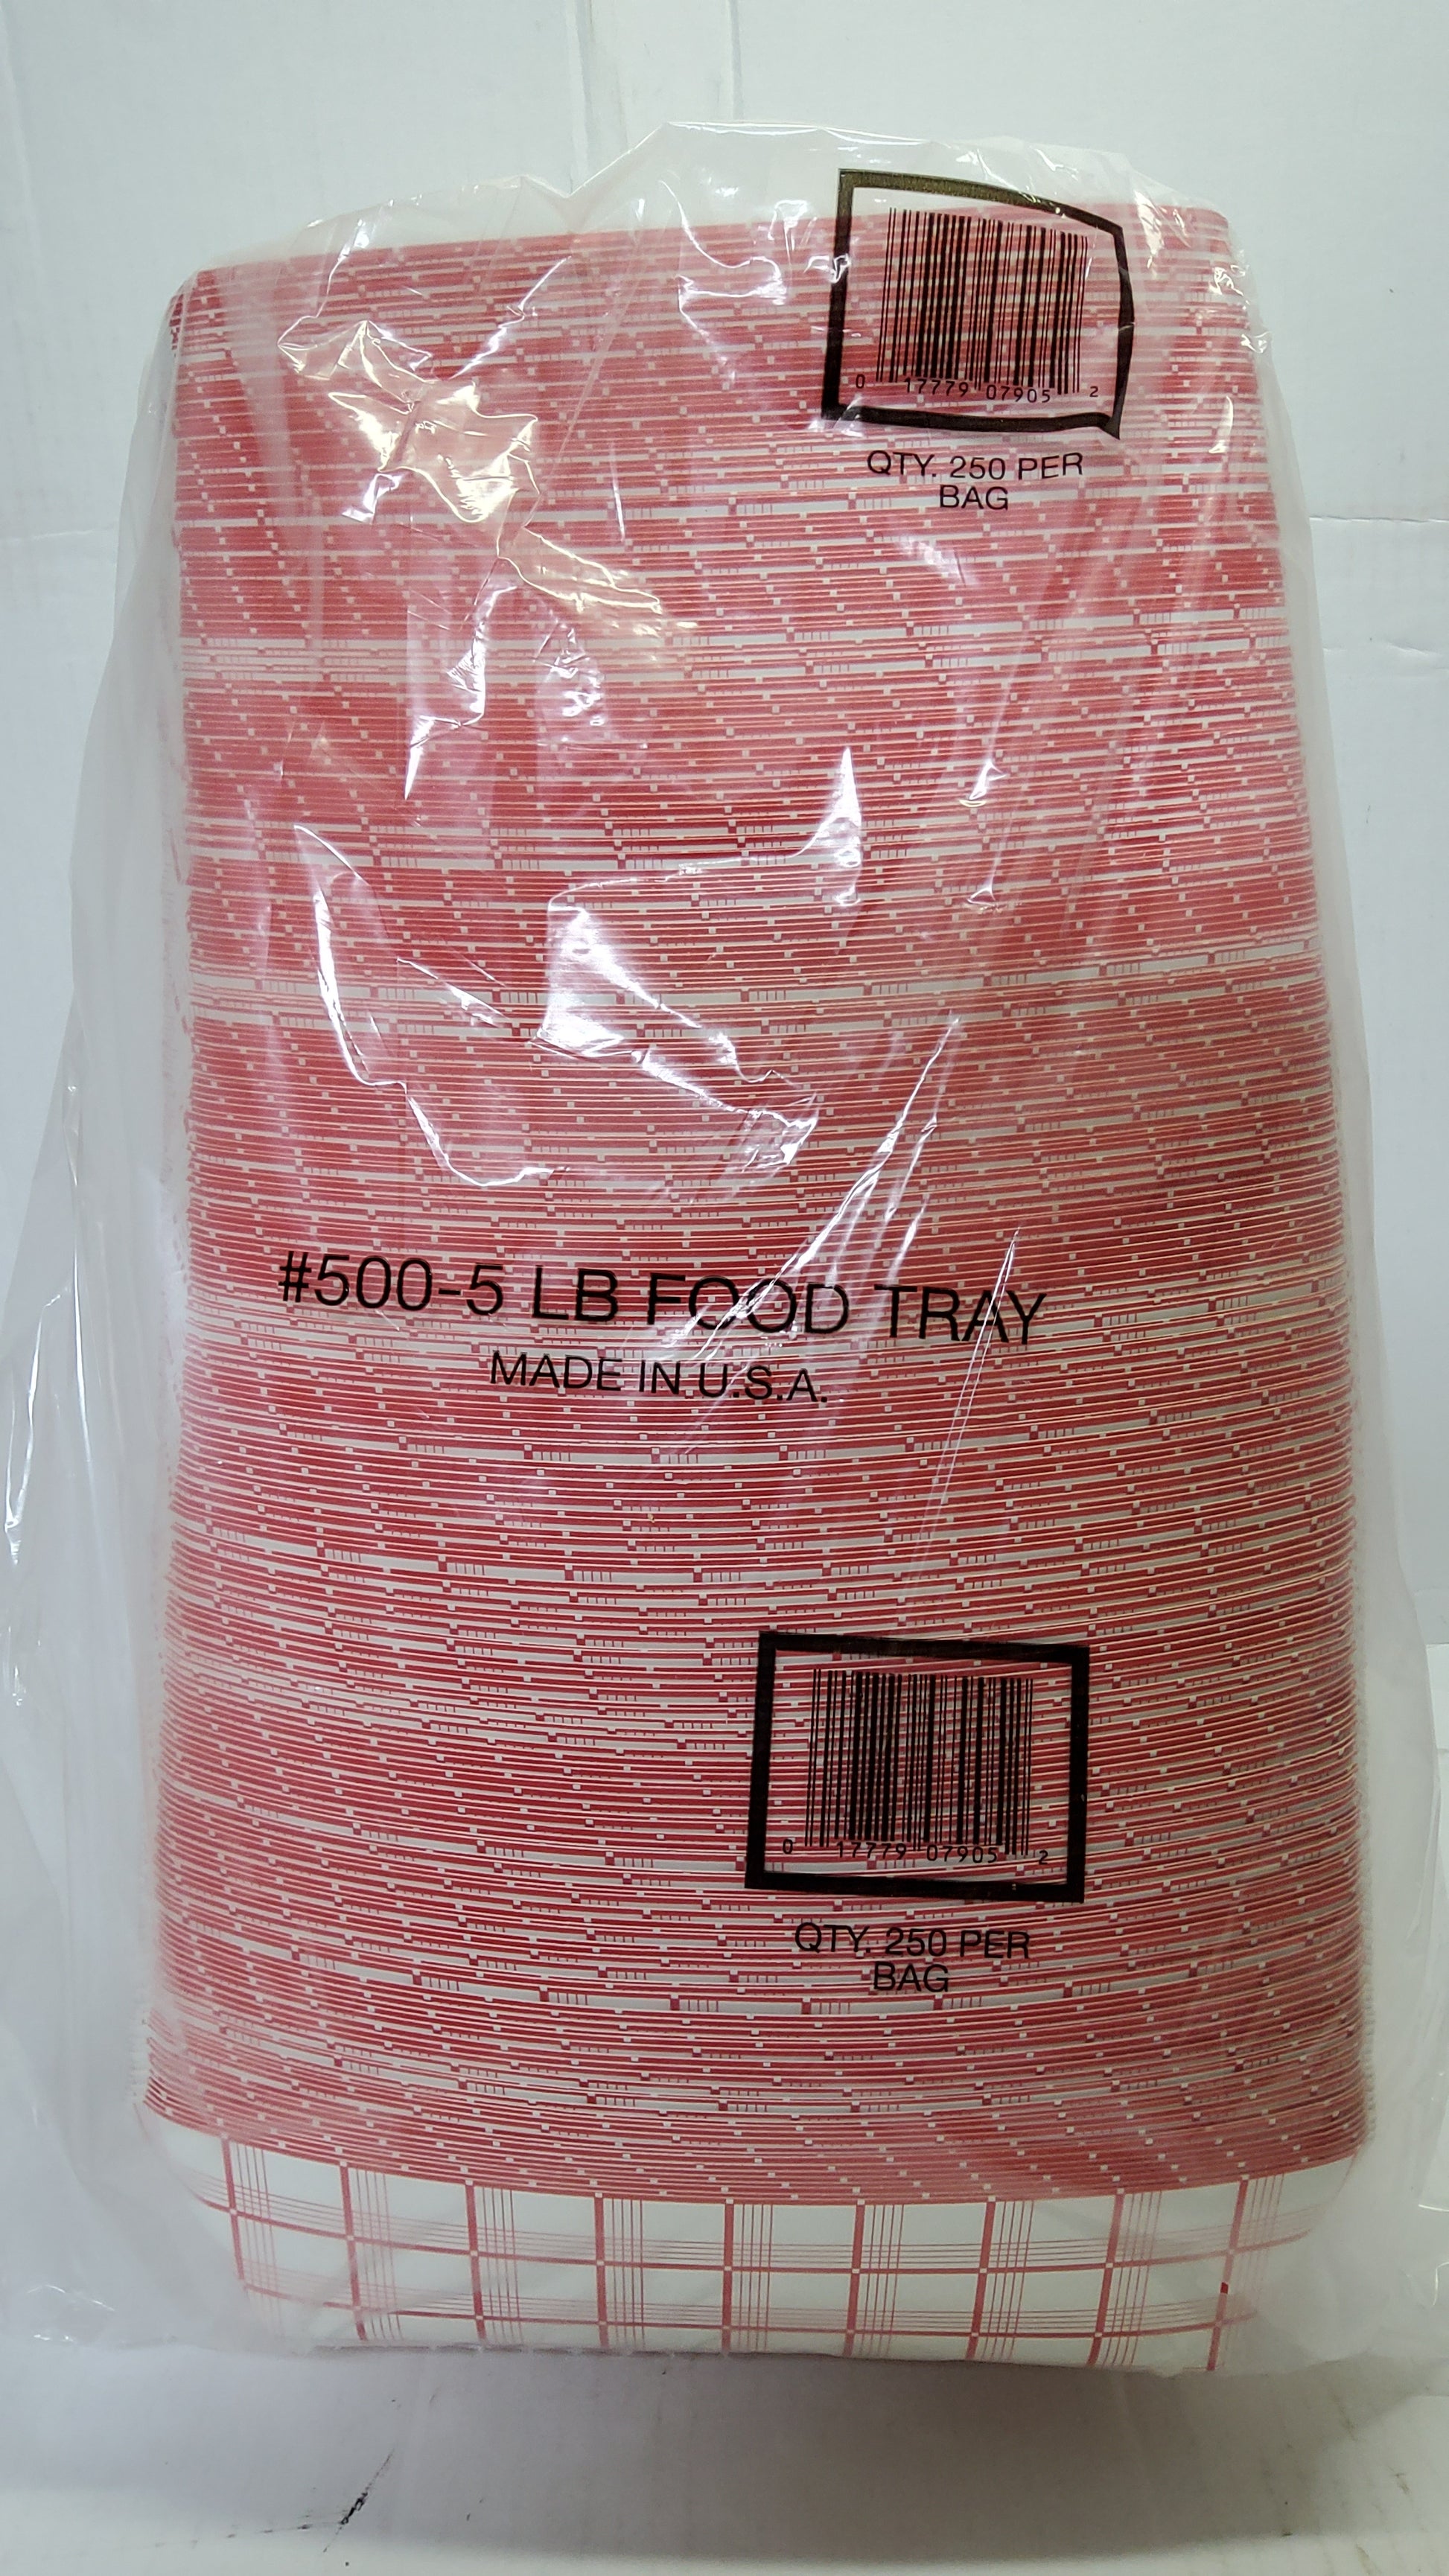 0 17779 07905 2
QTY. 250 PER
BAG
#500-5 LB FOOD TRAY
MADE IN U.S.A.
0 17779 07905 2
QTY. 250 PER
BAG